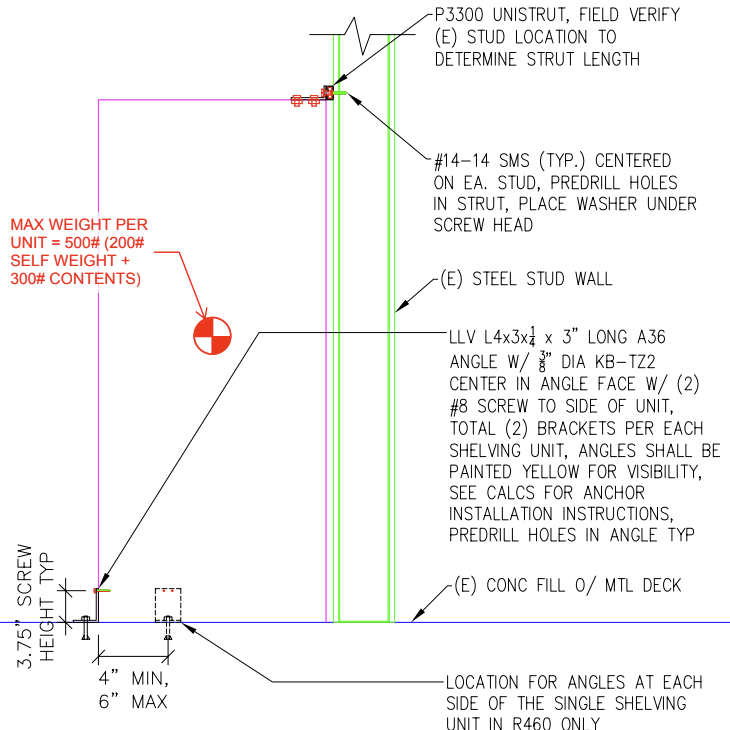 P3300 UNISTRUT, FIELD VERIFY
(E) STUD LOCATION TO
DETERMINE STRUT LENGTH
#14-14 SMS (TYP.) CENTERED
ON EA. STUD, PREDRILL HOLES
IN STRUT, PLACE WASHER UNDER
SCREW HEAD
MAX WEIGHT PER
UNIT = 500# (200#
SELF WEIGHT +
300# CONTENTS)
(E) STEEL STUD WALL
LLV L4x3x1/4 x 3" LONG A36
ANGLE W/ 3/8" DIA KB-TZ2
CENTER IN ANGLE FACE W/ (2)
#8 SCREW TO SIDE OF UNIT,
TOTAL (2) BRACKETS PER EACH
SHELVING UNIT, ANGLES SHALL BE
PAINTED YELLOW FOR VISIBILITY,
SEE CALCS FOR ANCHOR
INSTALLATION INSTRUCTIONS,
PREDRILL HOLES IN ANGLE TYP
3.75" SCREW
HEIGHT TYP
(E) CONC FILL O/ MTL DECK
4" MIN,
6" MAX
LOCATION FOR ANGLES AT EACH
SIDE OF THE SINGLE SHELVING
UNIT IN R460 ONLY